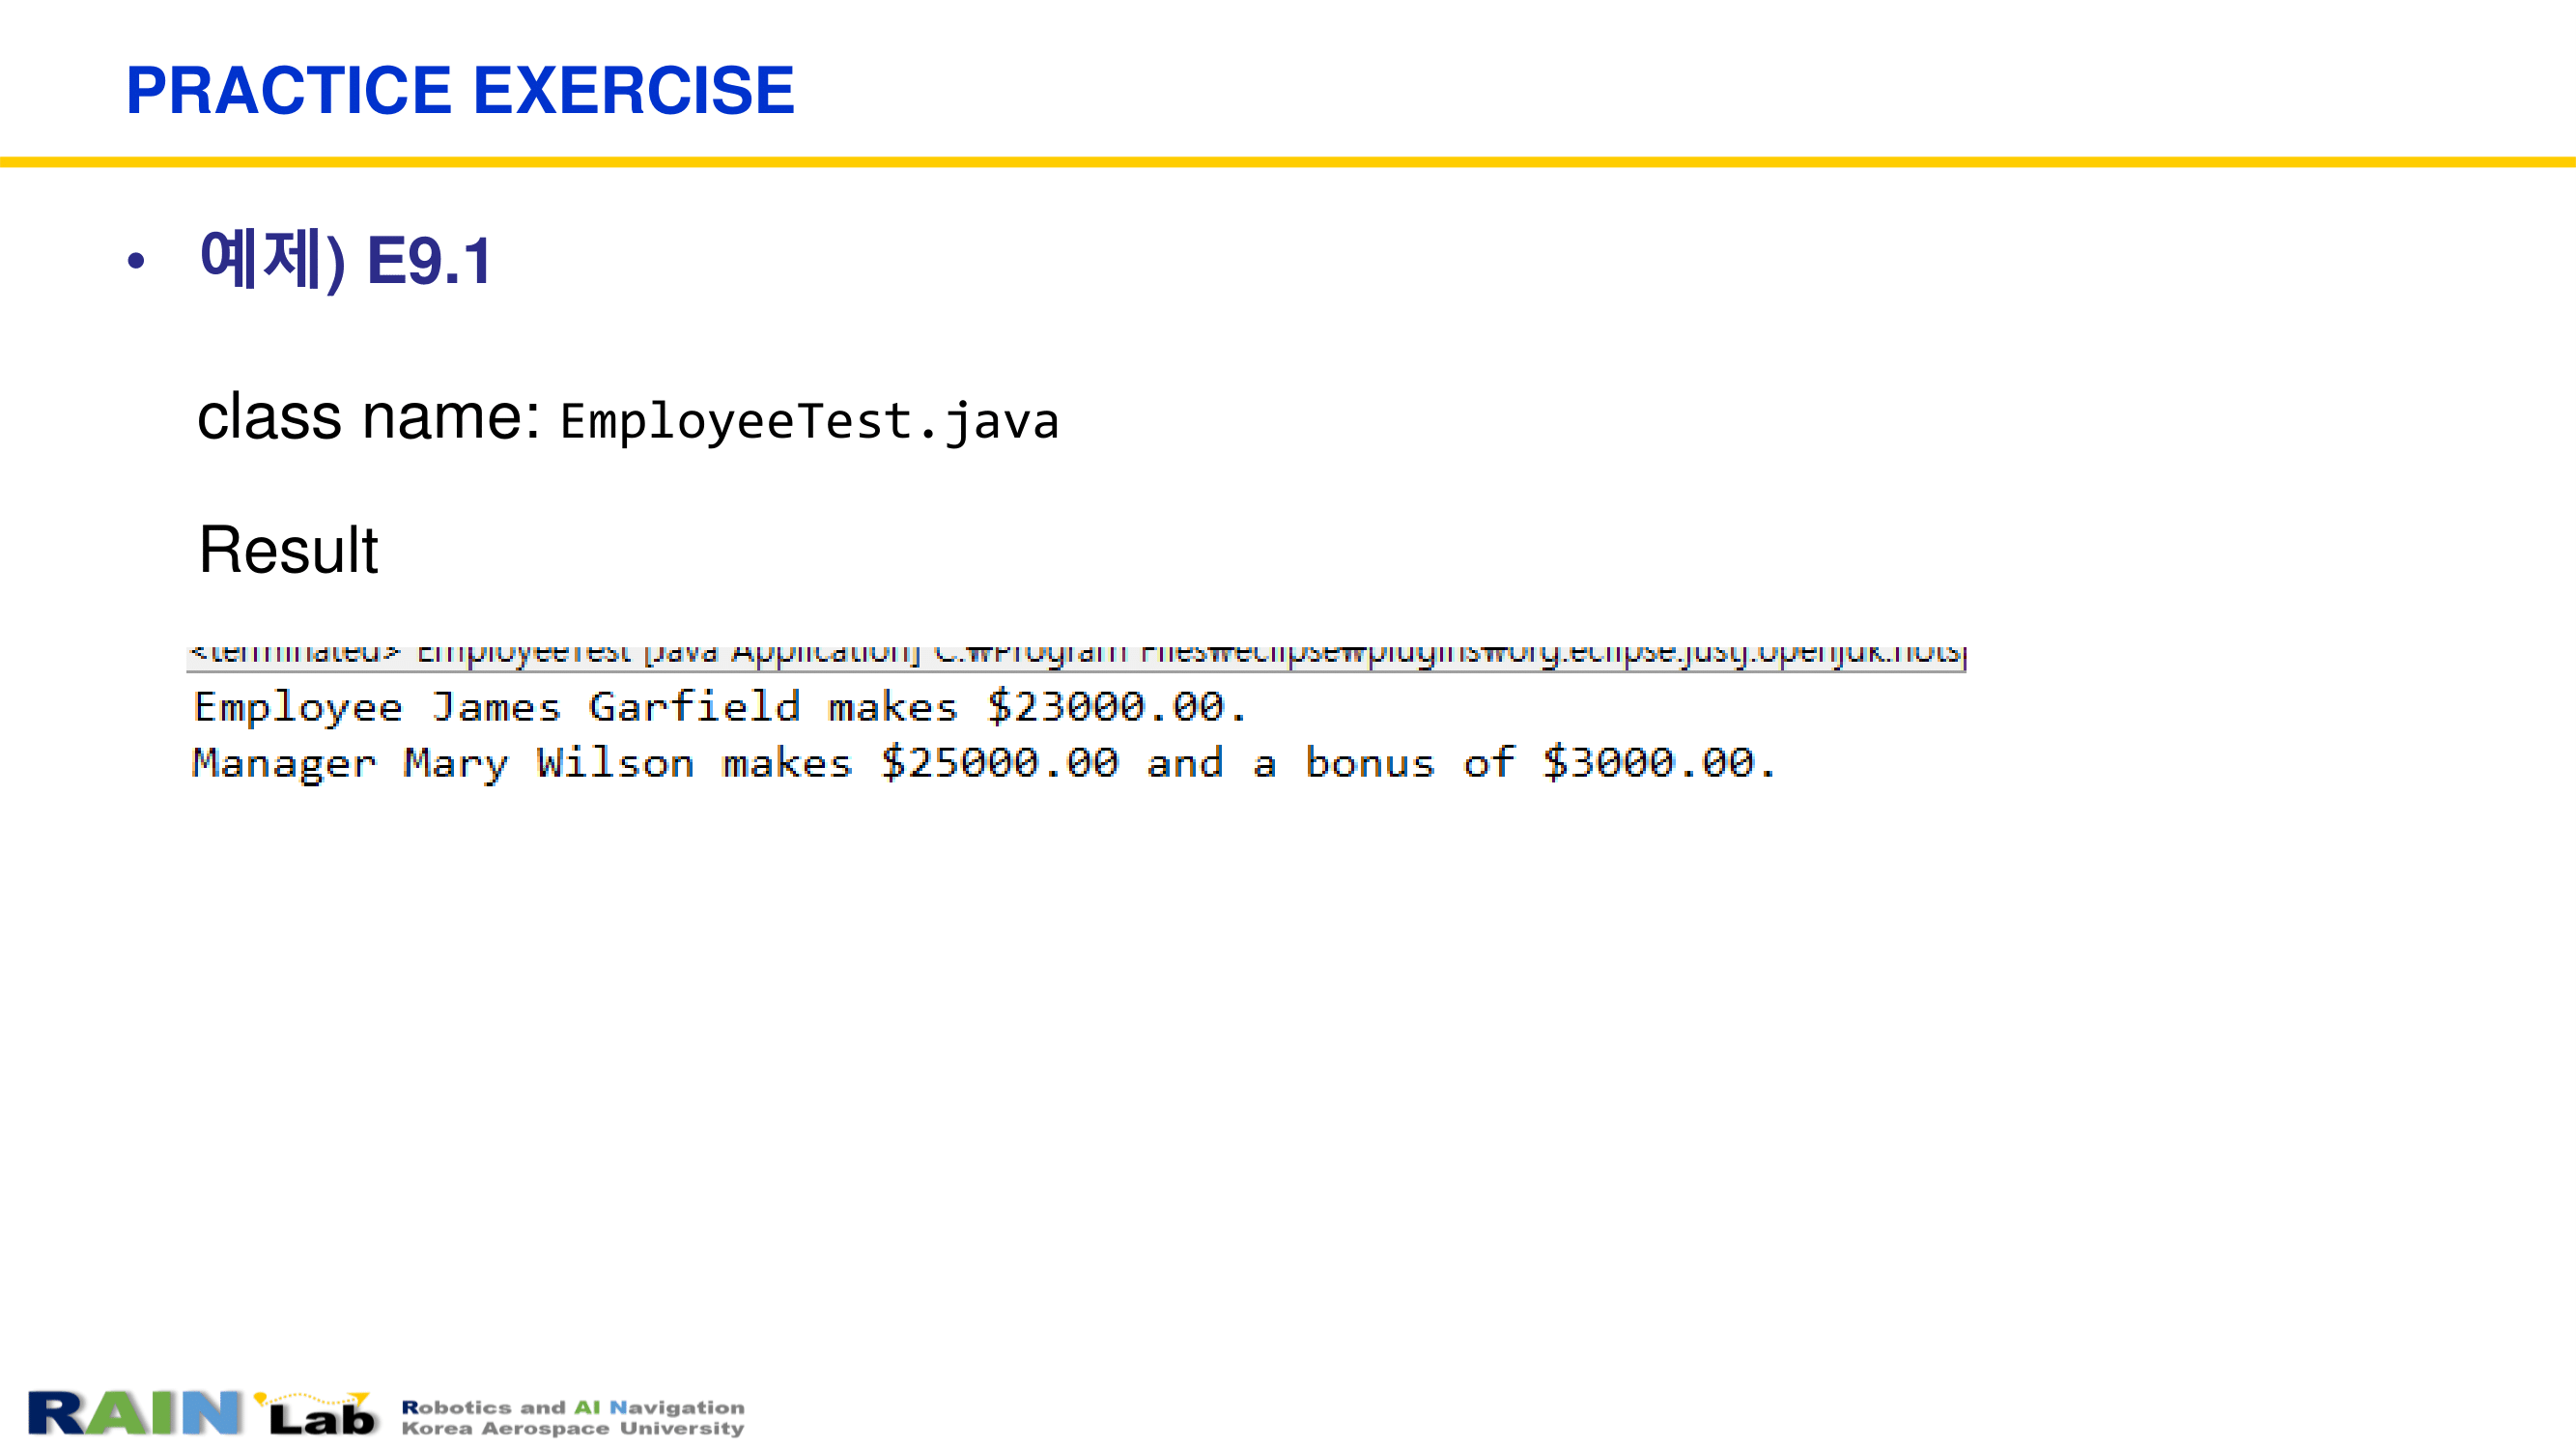 PRACTICE EXERCISE
• 예제) E9.1
class name: EmployeeTest.java
Result
<terminated> EmployeeTest [Java Application] C:₩Program Files₩eclipse₩plugins₩org.eclipse.justj.openjdk.hots
Employee James Garfield makes $23000.00.
Manager Mary Wilson makes $25000.00 and a bonus of $3000.00.
RAIN Lab
Robotics and AI Navigation
Korea Aerospace University